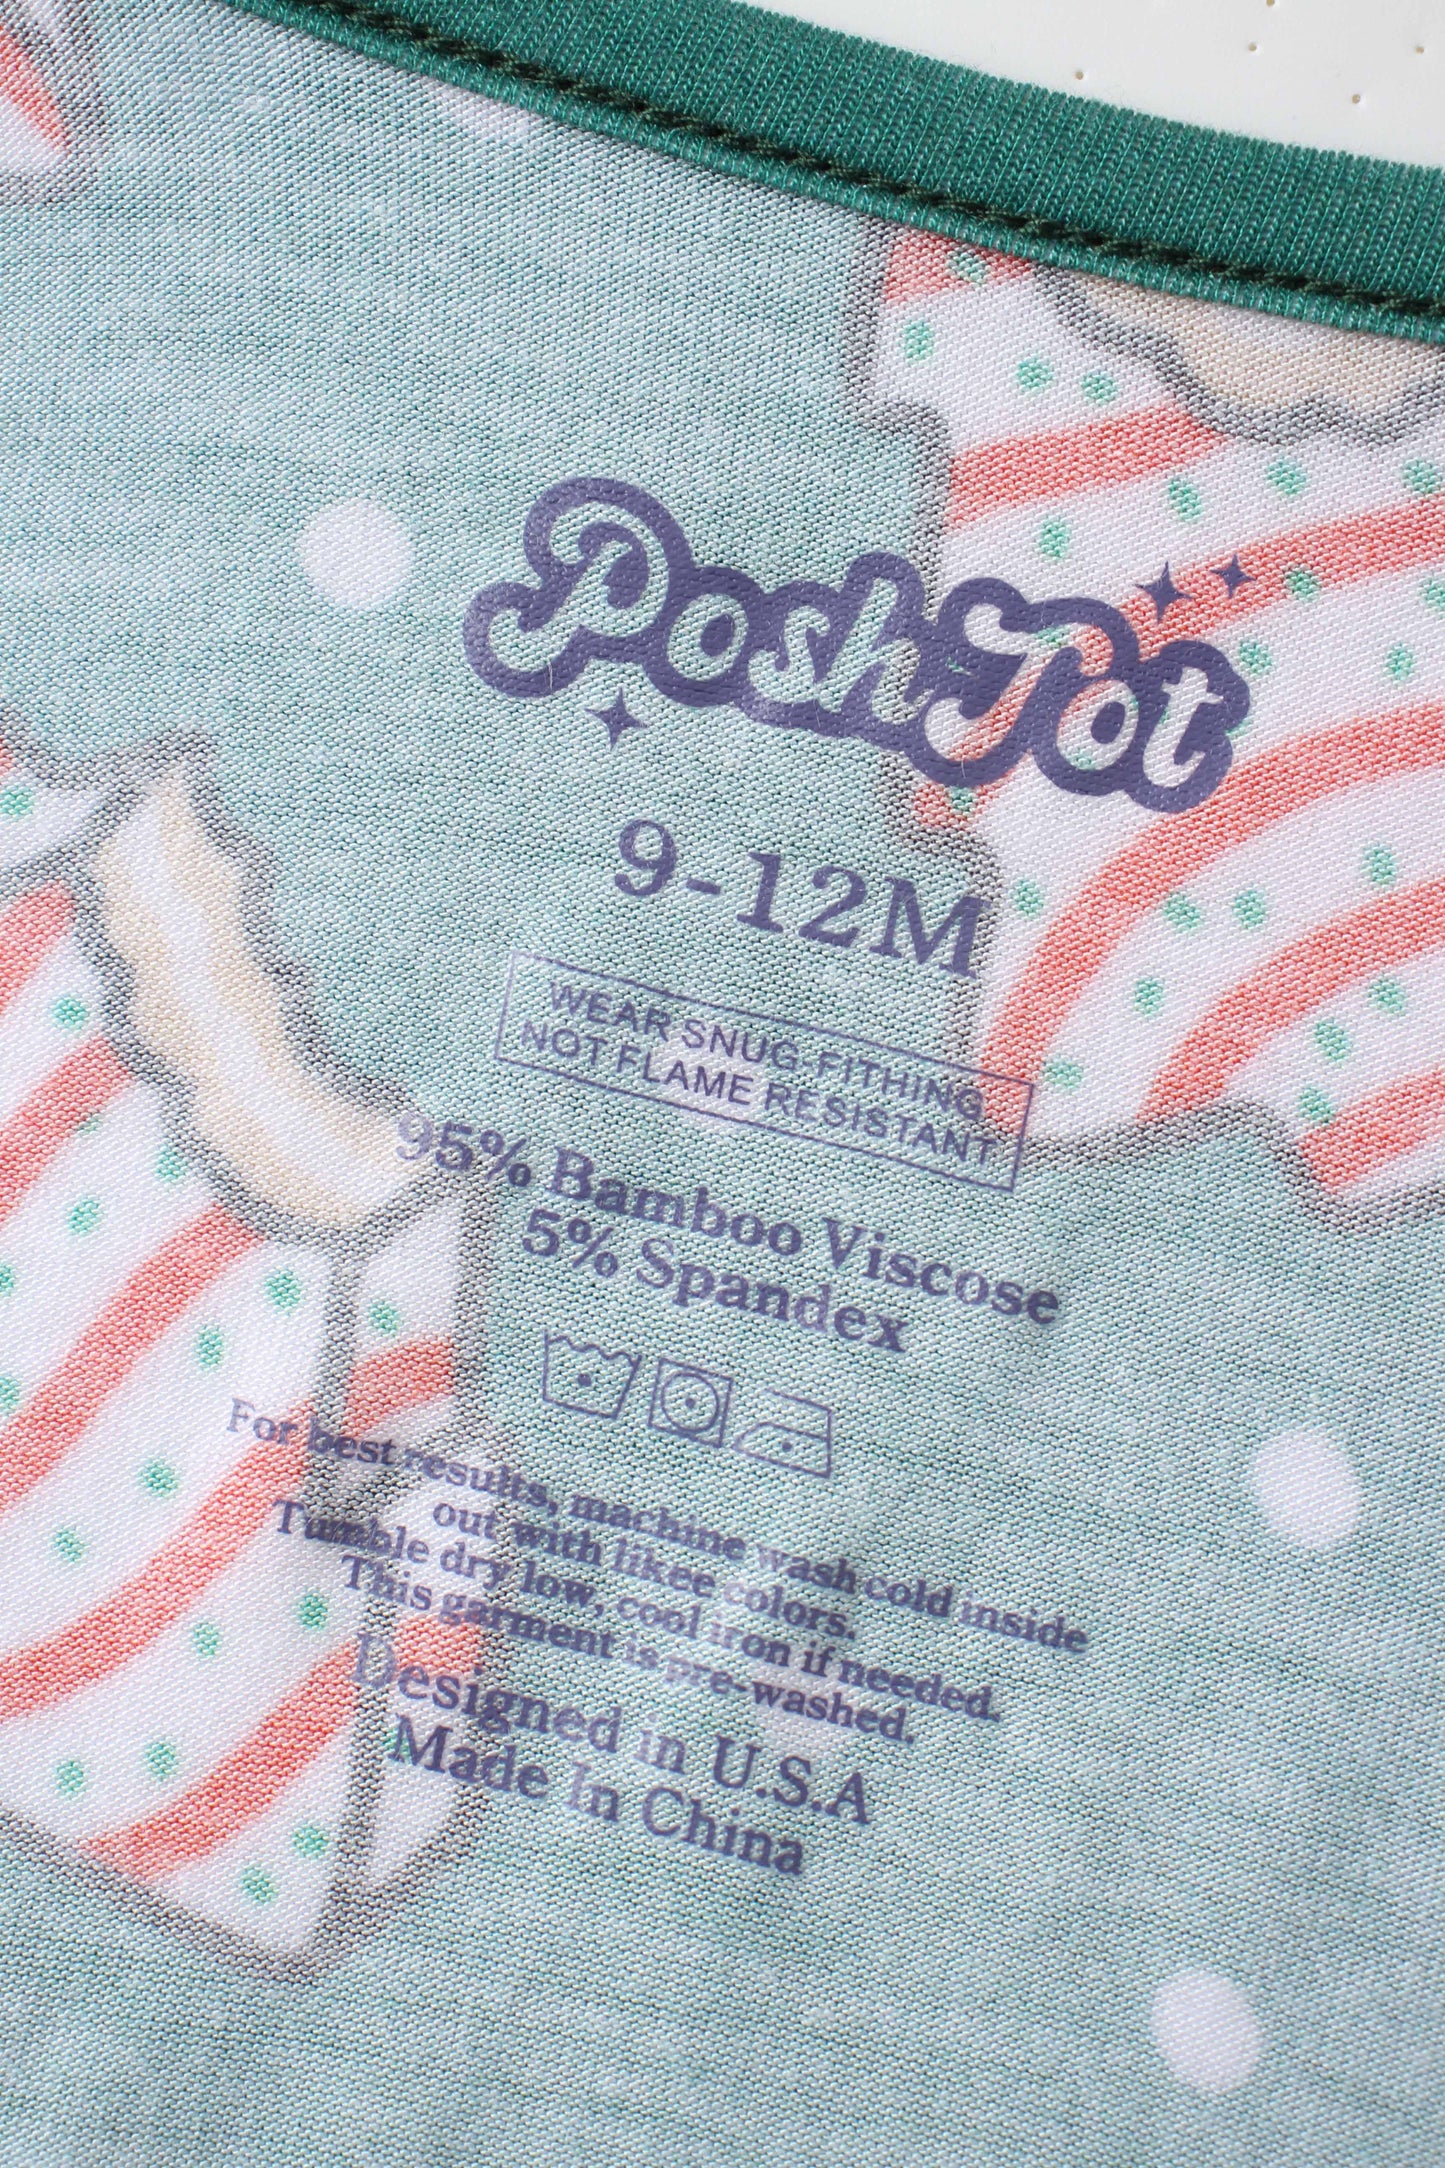 Posh Tot
9-12M
WEAR SNUG-FITHING
NOT FLAME RESISTANT
95% Bamboo Viscose
5% Spandex
For best results, machine wash cold inside
out with likee colors.
Tumble dry low, cool iron if needed.
This garment is pre-washed.
Designed in U.S.A
Made In China